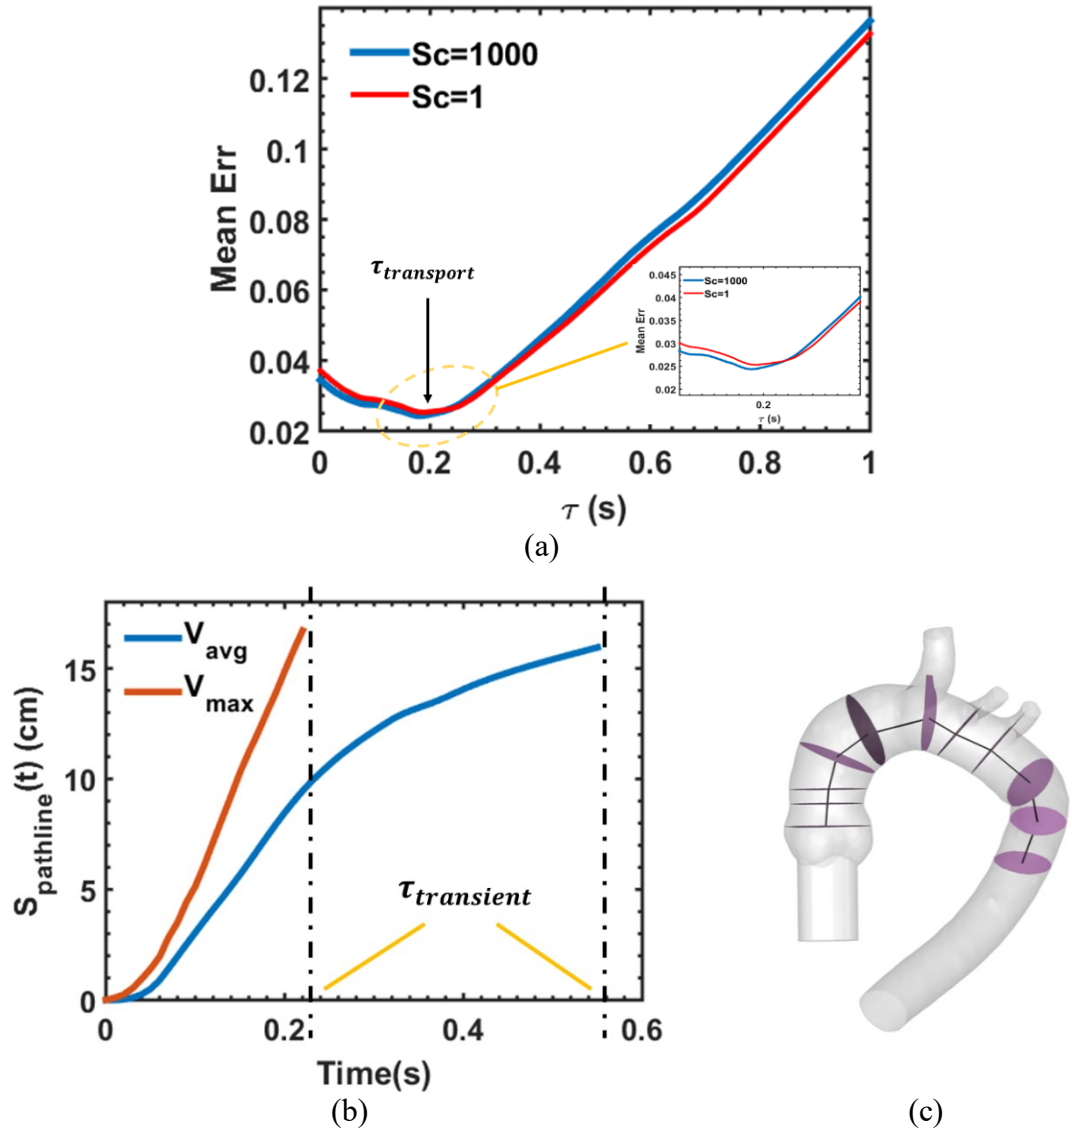 Sc=1000
Sc=1
Mean Err
0.12
0.1
0.08
0.06
0.04
0.02
τ_transport
0 0.2 0.4 0.6 0.8 1
τ (s)
Sc=1000
Sc=1
Mean Err
0.045
0.04
0.035
0.03
0.025
0.02
0.2
τ (s)
(a)
V_avg
V_max
S_pathline(t) (cm)
15
10
5
0
τ_transient
0 0.2 0.4 0.6
Time(s)
(b) (c)